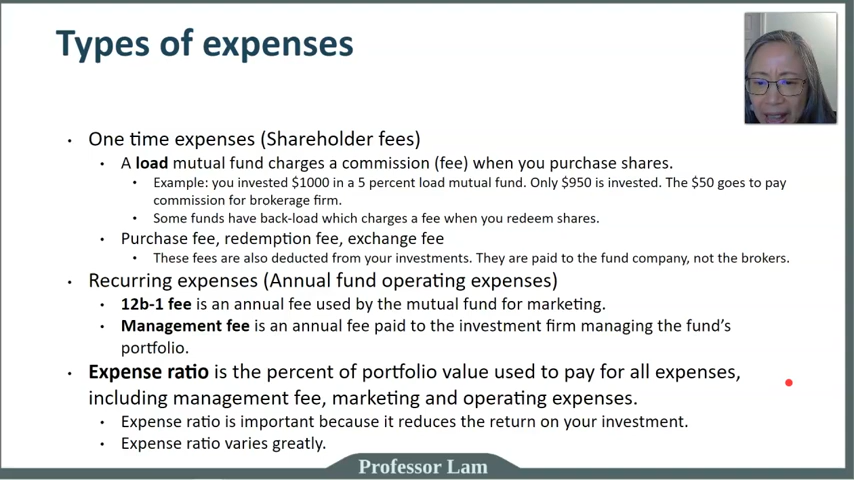 Types of expenses
• One time expenses (Shareholder fees)
• A load mutual fund charges a commission (fee) when you purchase shares.
• Example: you invested $1000 in a 5 percent load mutual fund. Only $950 is invested. The $50 goes to pay
commission for brokerage firm.
• Some funds have back-load which charges a fee when you redeem shares.
• Purchase fee, redemption fee, exchange fee
• These fees are also deducted from your investments. They are paid to the fund company, not the brokers.
• Recurring expenses (Annual fund operating expenses)
• 12b-1 fee is an annual fee used by the mutual fund for marketing.
• Management fee is an annual fee paid to the investment firm managing the fund's
portfolio.
• Expense ratio is the percent of portfolio value used to pay for all expenses,
including management fee, marketing and operating expenses.
• Expense ratio is important because it reduces the return on your investment.
• Expense ratio varies greatly.
Professor Lam